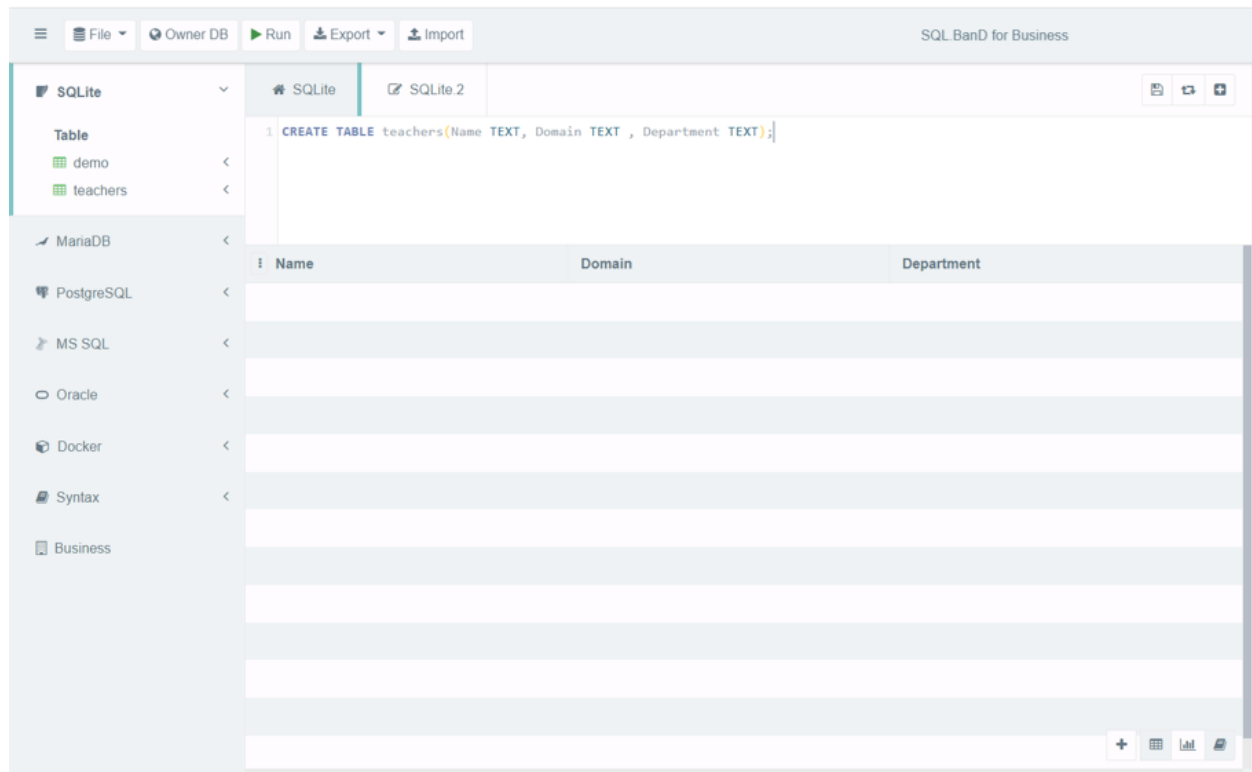 File Owner DB Run Export Import SQL.BanD for Business
SQLite
Table
demo
teachers
MariaDB
PostgreSQL
MS SQL
Oracle
Docker
Syntax
Business
SQLite SQLite.2
1 CREATE TABLE teachers(Name TEXT, Domain TEXT , Department TEXT);
Name Domain Department